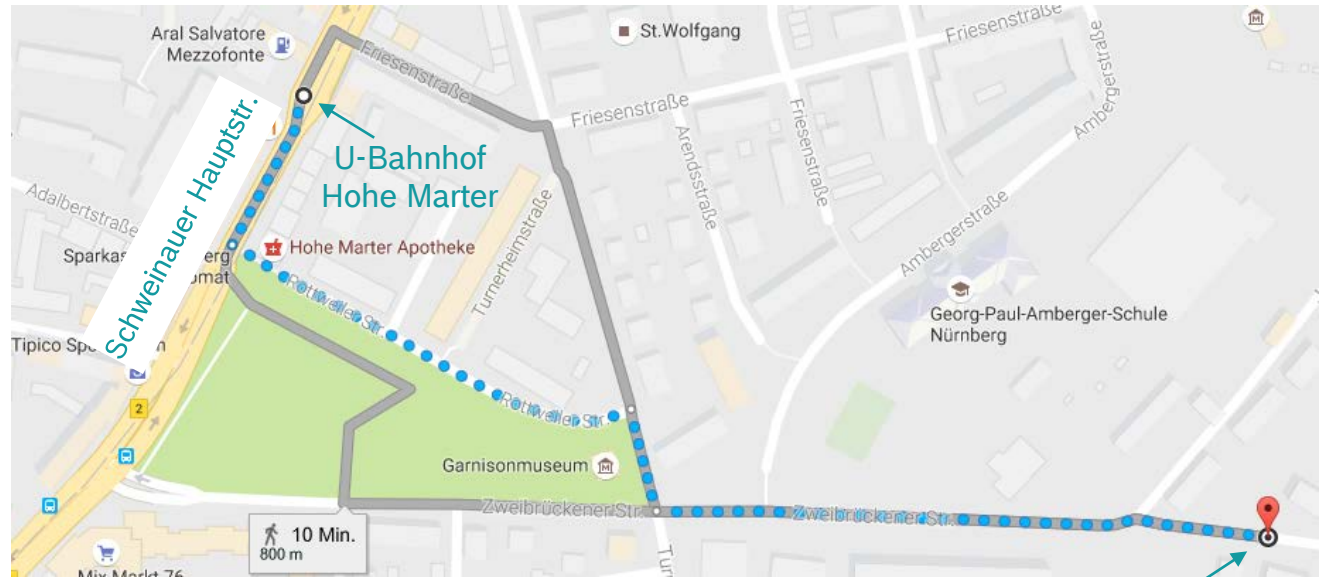 Aral Salvatore
Mezzofonte
St.Wolfgang
Friesenstraße
Friesenstraße
Friesenstraße
Friesenstraße
Ambergerstraße
Arendsstraße
Schweinauer Hauptstr.
U-Bahnhof
Hohe Marter
Adalbertstraße
Turnerheimstraße
Ambergerstraße
Hohe Marter Apotheke
Rottweiler Str.
Georg-Paul-Amberger-Schule
Nürnberg
2
Rottweiler Str.
Garnisonmuseum
Zweibrückener Str.
Zweibrückener Str.
10 Min.
800 m
Mix Markt 76